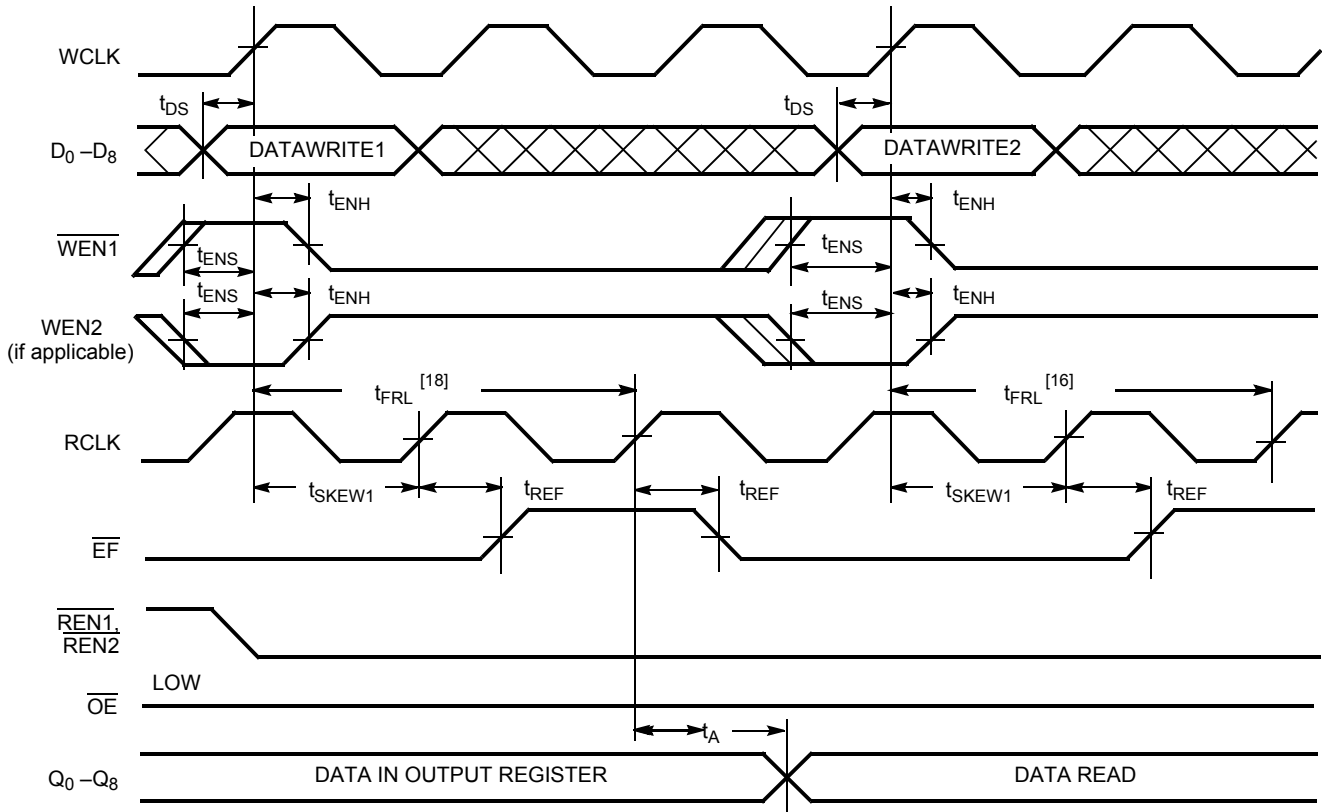 WCLK
tDS
tDS
D0 –D8
DATAWRITE1
DATAWRITE2
tENH
tENH
WEN1
tENS
tENS
tENS
tENH
tENS
tENH
WEN2
(if applicable)
tFRL [18]
tFRL [16]
RCLK
tSKEW1
tREF
tREF
tSKEW1
tREF
EF
REN1,
REN2
LOW
OE
tA
Q0 –Q8
DATA IN OUTPUT REGISTER
DATA READ